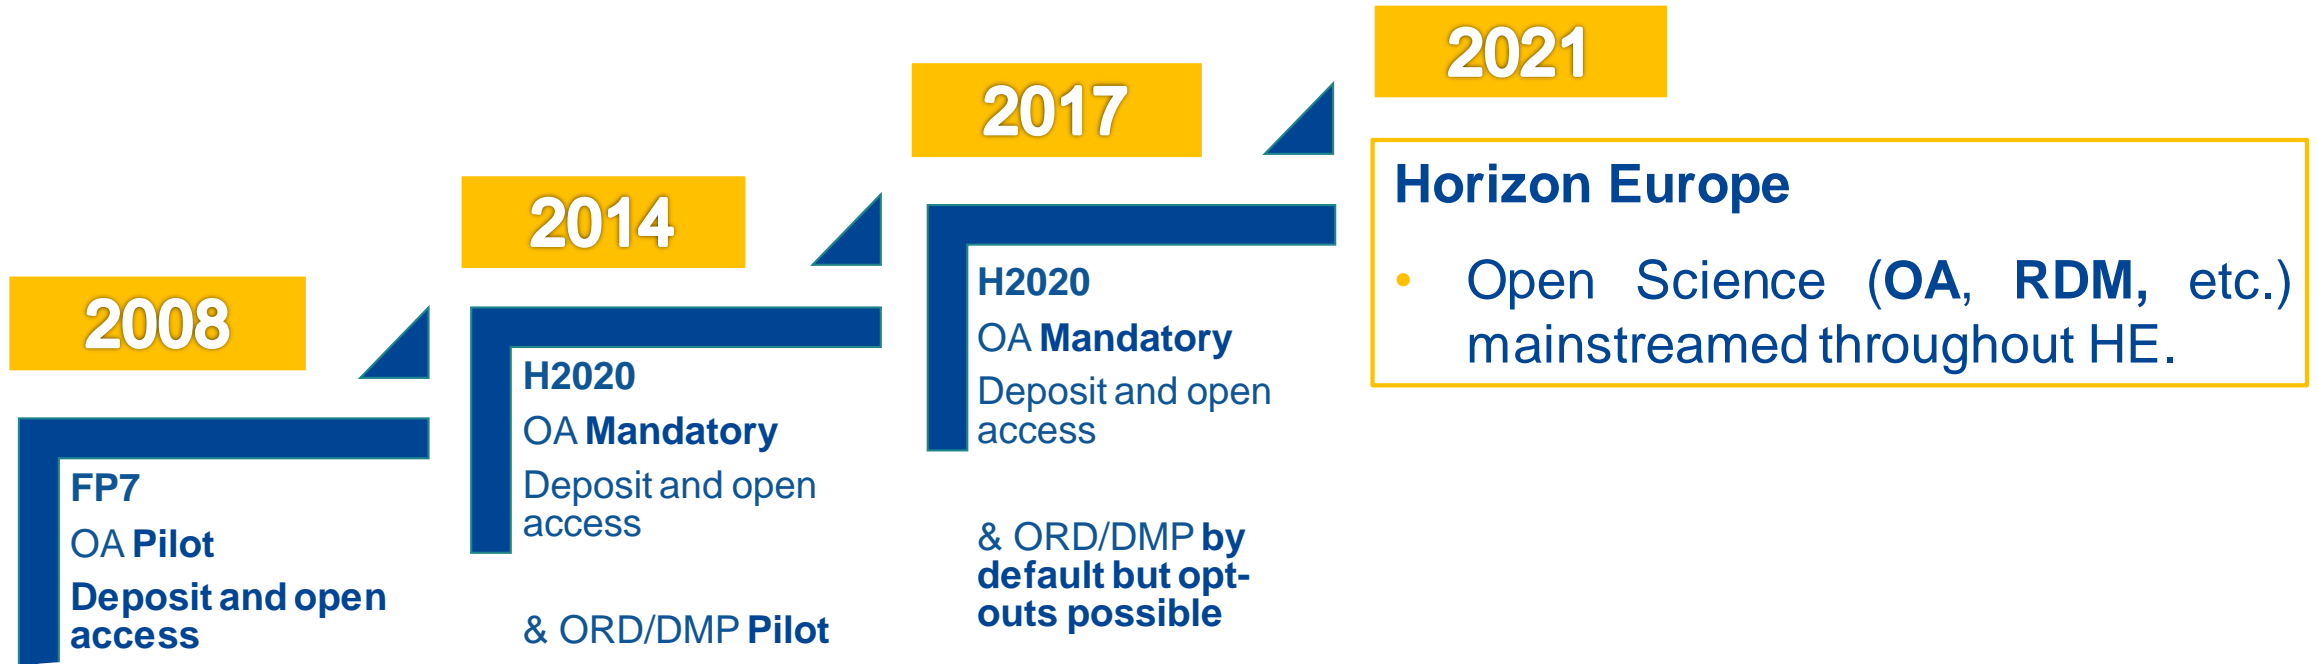 2008
FP7
OA Pilot
Deposit and open
access
2014
H2020
OA Mandatory
Deposit and open
access
& ORD/DMP Pilot
2017
H2020
OA Mandatory
Deposit and open
access
& ORD/DMP by
default but opt-
outs possible
2021
Horizon Europe
• Open Science (OA, RDM, etc.)
mainstreamed throughout HE.